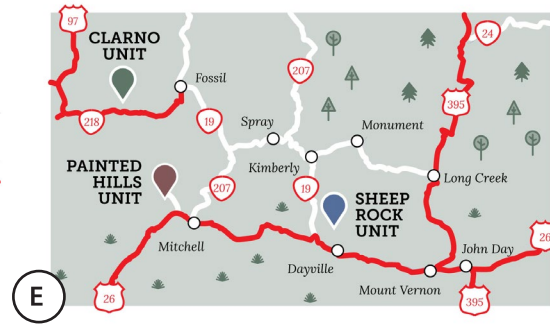 97
24
CLARNO
UNIT
207
Fossil
395
218
19
Spray
Monument
Kimberly
PAINTED
HILLS
UNIT
207
19
Long Creek
SHEEP
ROCK
UNIT
Mitchell
26
John Day
Dayville
Mount Vernon
26
395
E